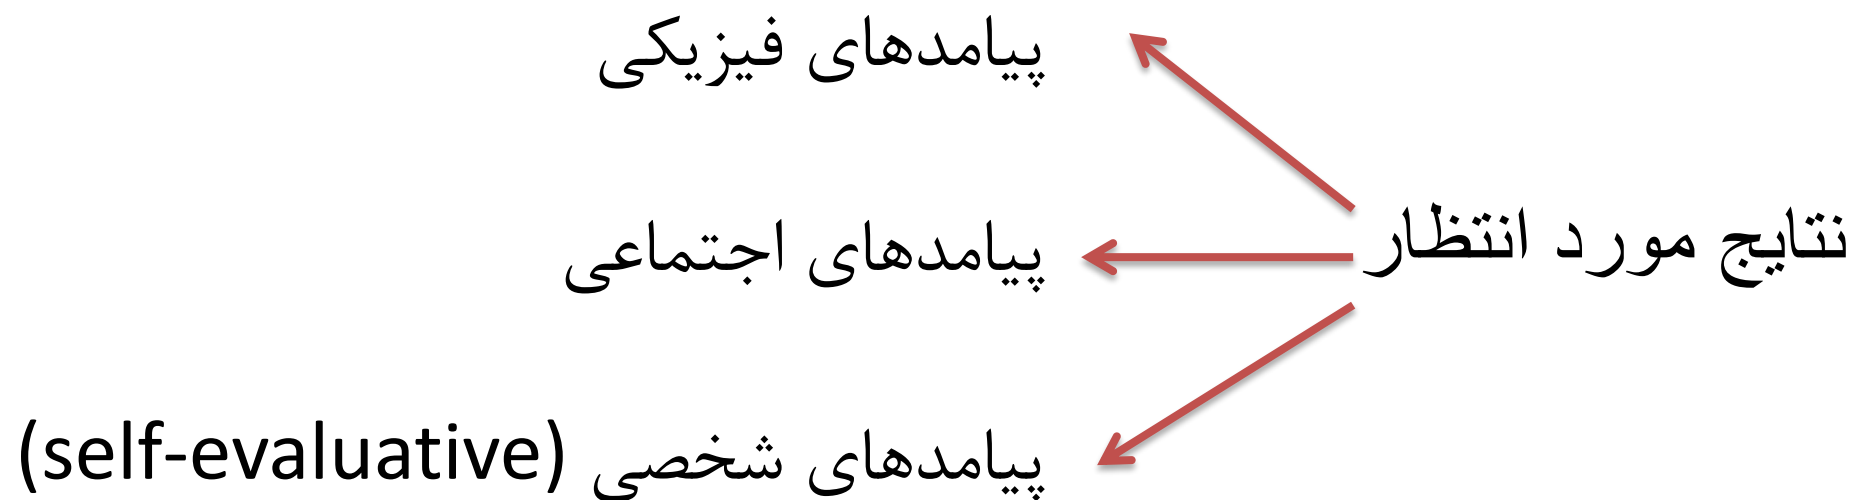 پیامدهای فیزیکی
نتایج مورد انتظار
پیامدهای اجتماعی
پیامدهای شخصی (self-evaluative)